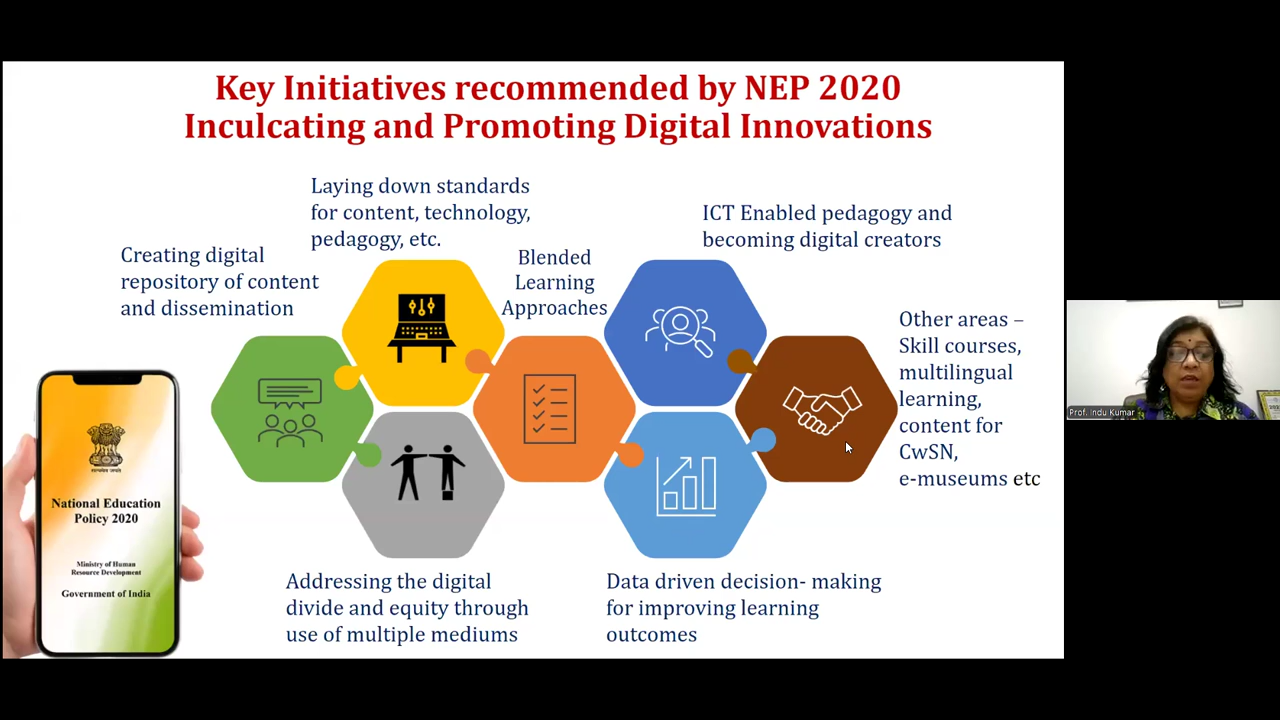 Key Initiatives recommended by NEP 2020
Inculcating and Promoting Digital Innovations
Creating digital
repository of content
and dissemination
Laying down standards
for content, technology,
pedagogy, etc.
Blended
Learning
Approaches
ICT Enabled pedagogy and
becoming digital creators
Other areas –
Skill courses,
multilingual
learning,
content for
CwSN,
e-museums etc
Addressing the digital
divide and equity through
use of multiple mediums
Data driven decision- making
for improving learning
outcomes
सत्यमेव जयते
National Education
Policy 2020
Ministry of Human
Resource Development
Government of India
Prof. Indu Kumar